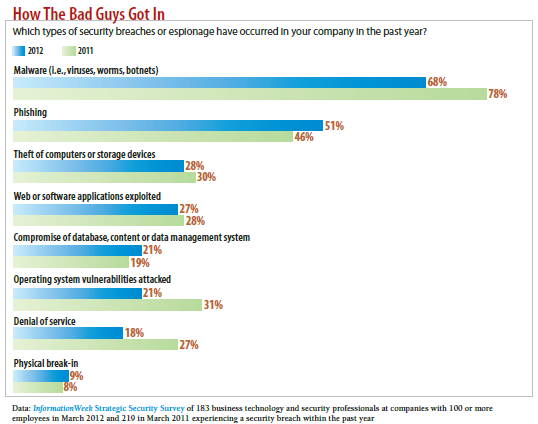 How The Bad Guys Got In
Which types of security breaches or espionage have occurred in your company in the past year?
2012 2011
Malware (i.e., viruses, worms, botnets)
68%
78%
Phishing
51%
46%
Theft of computers or storage devices
28%
30%
Web or software applications exploited
27%
28%
Compromise of database, content or data management system
21%
19%
Operating system vulnerabilities attacked
21%
31%
Denial of service
18%
27%
Physical break-in
9%
8%
Data: InformationWeek Strategic Security Survey of 183 business technology and security professionals at companies with 100 or more
employees in March 2012 and 219 in March 2011 experiencing a security breach within the past year